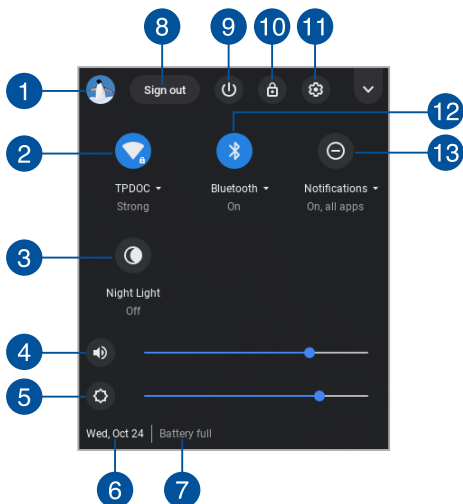 8 9 10 11
1 Sign out
12
2 13
TPDOC Bluetooth Notifications
Strong On On, all apps
3
Night Light
Off
4
5
Wed, Oct 24 | Battery full
6 7